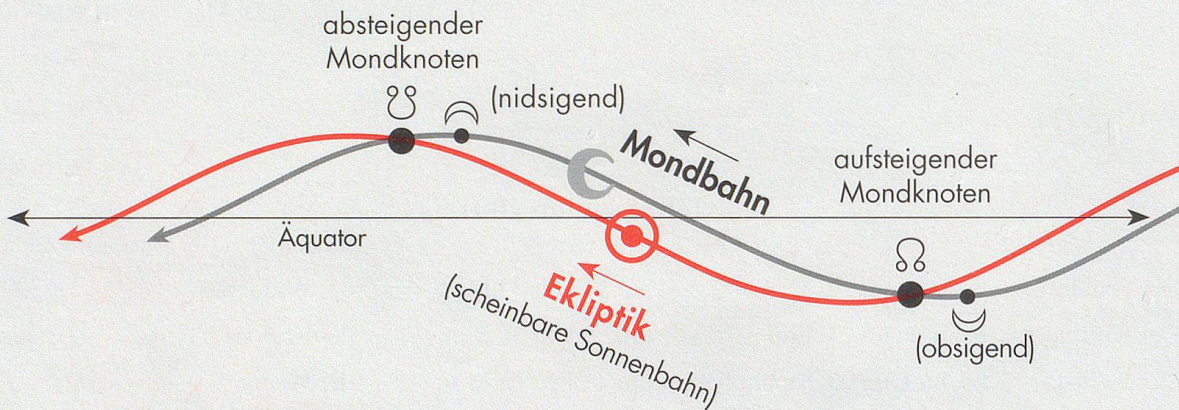 absteigender
Mondknoten
☋
(nidsigend)
Mondbahn
aufsteigender
Mondknoten
Äquator
☊
Ekliptik
(scheinbare Sonnenbahn)
(obsigend)